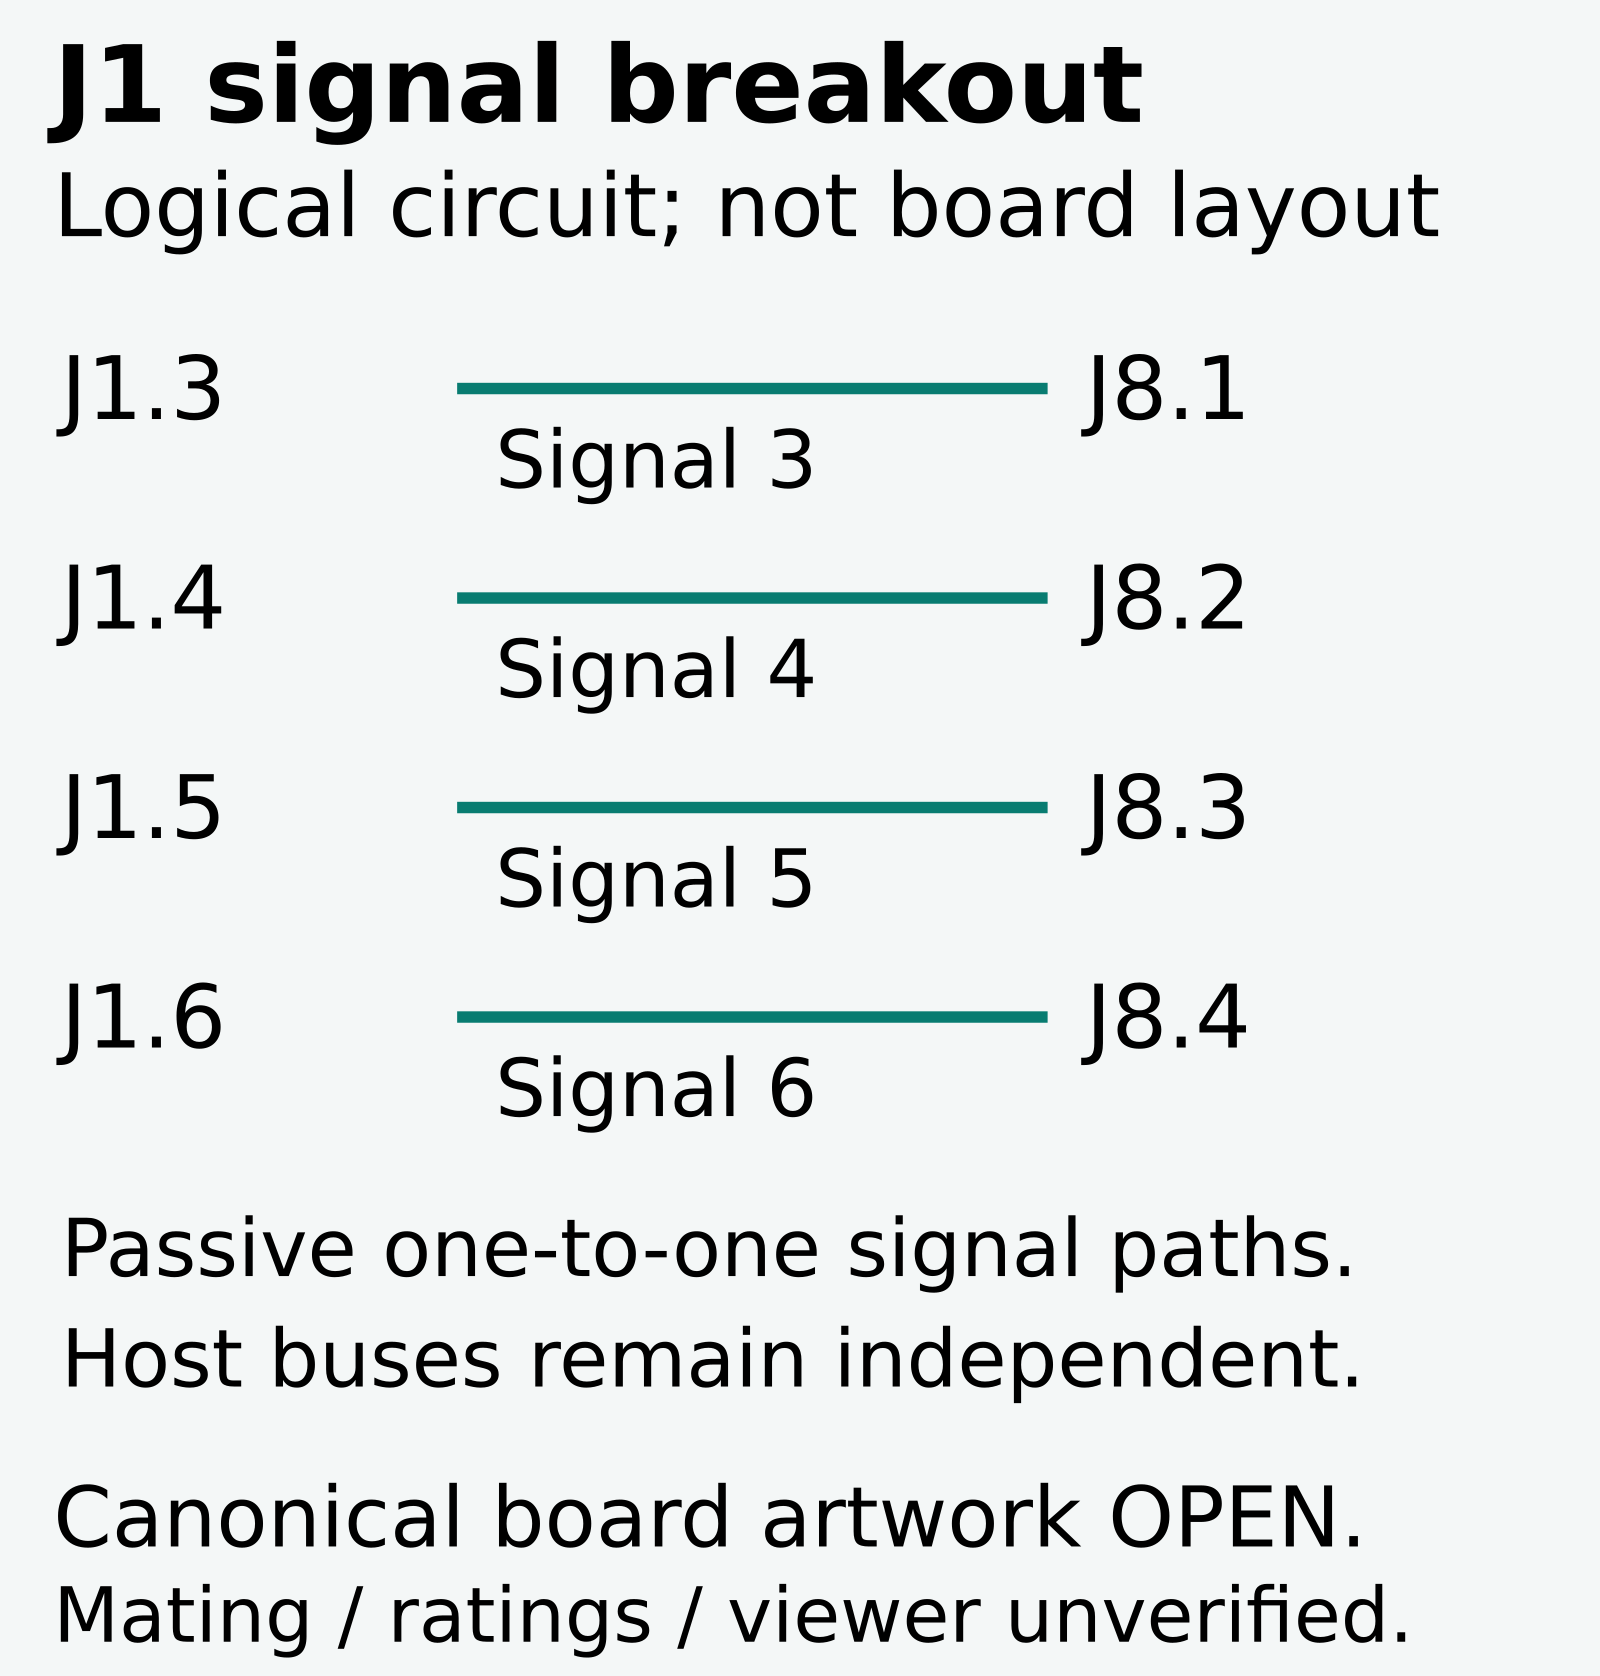 J1 signal breakout
Logical circuit; not board layout
J1.3 J8.1
Signal 3
J1.4 J8.2
Signal 4
J1.5 J8.3
Signal 5
J1.6 J8.4
Signal 6
Passive one-to-one signal paths.
Host buses remain independent.
Canonical board artwork OPEN.
Mating / ratings / viewer unverified.